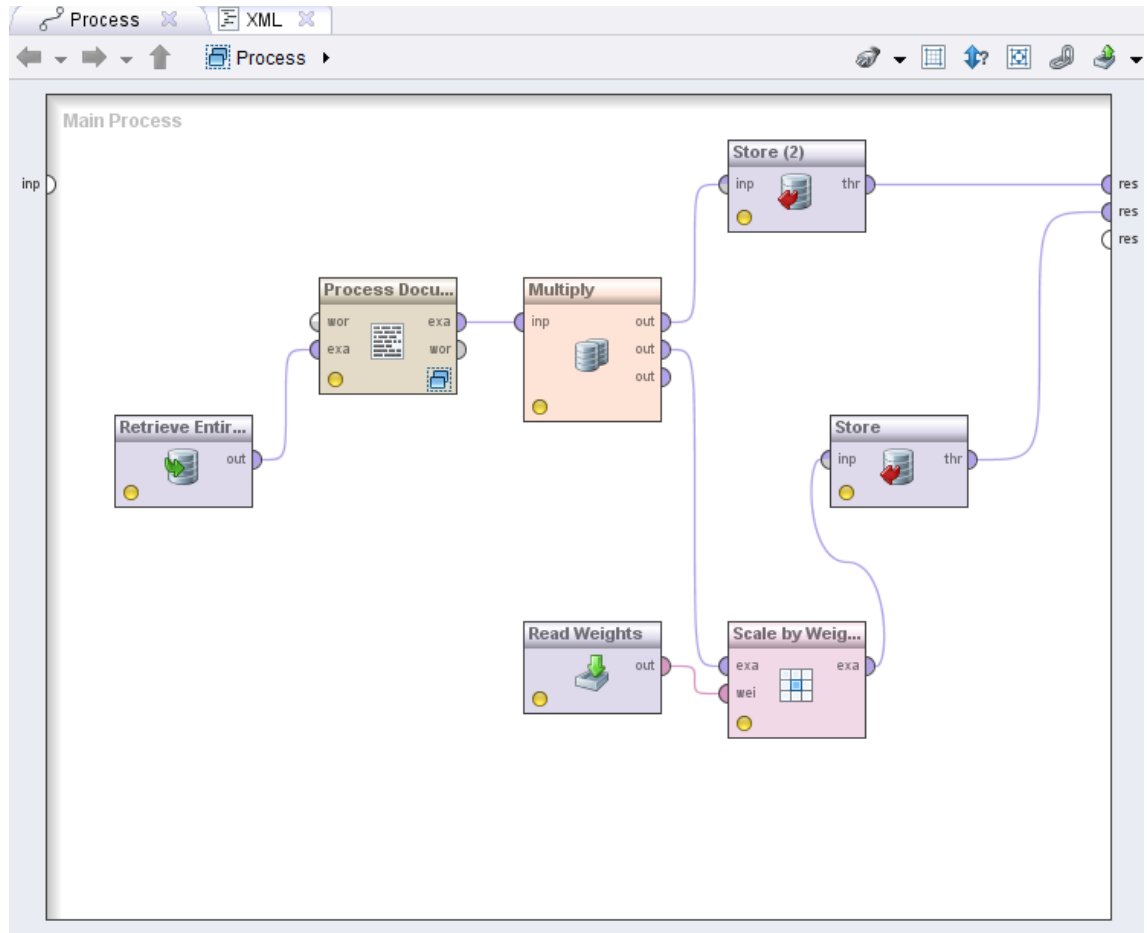 Process XML
Process
Main Process
Store (2)
inp
inp thr res
res
res
Process Docu...
Multiply
wor exa
inp out
exa wor
out
out
Retrieve Entir...
out
Store
inp thr
Read Weights
Scale by Weig...
out
exa exa
wei